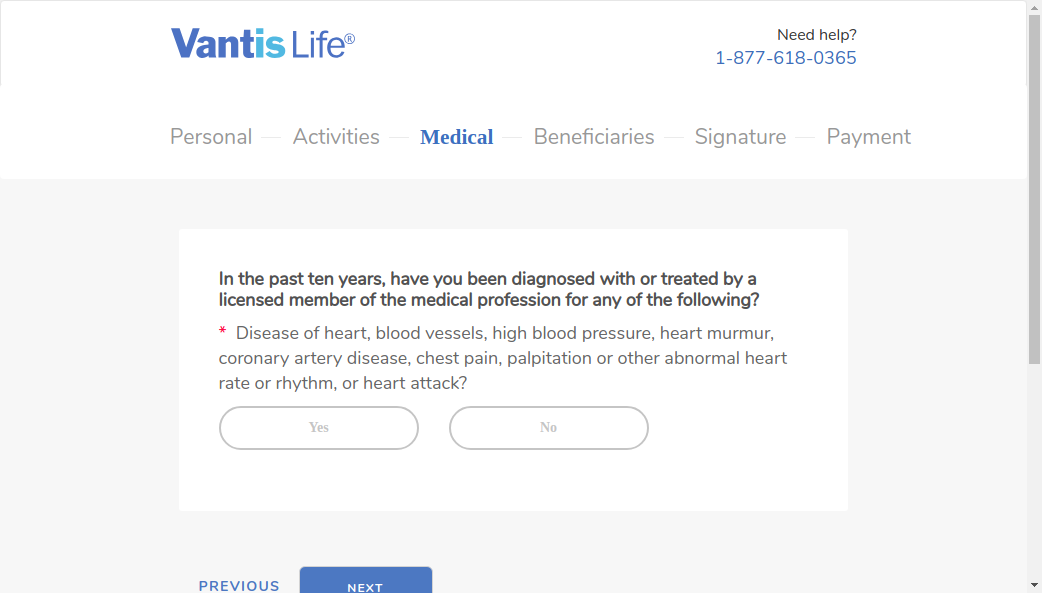 Vantis Life®
Need help?
1-877-618-0365
Personal Activities Medical Beneficiaries Signature Payment
In the past ten years, have you been diagnosed with or treated by a
licensed member of the medical profession for any of the following?
* Disease of heart, blood vessels, high blood pressure, heart murmur,
coronary artery disease, chest pain, palpitation or other abnormal heart
rate or rhythm, or heart attack?
Yes No
PREVIOUS NEXT